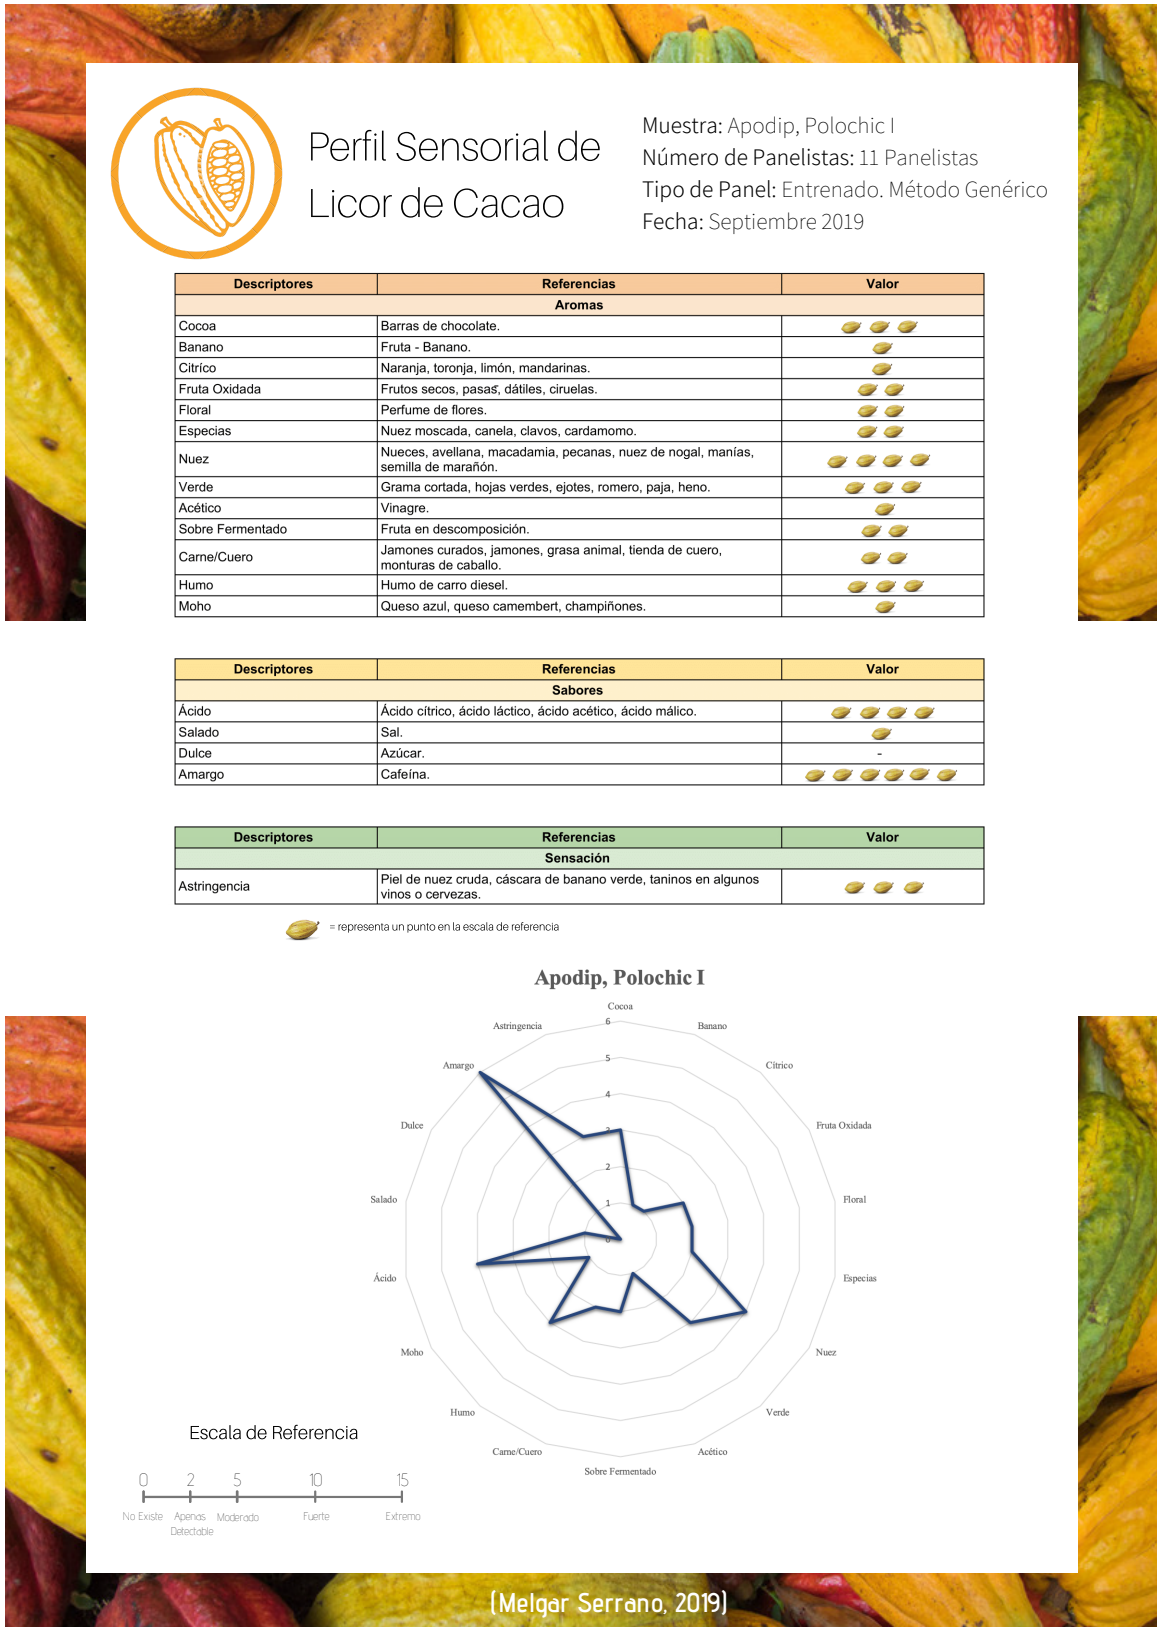 Perfil Sensorial de
Licor de Cacao
Muestra: Apodip, Polochic I
Número de Panelistas: 11 Panelistas
Tipo de Panel: Entrenado. Método Genérico
Fecha: Septiembre 2019
Descriptores Referencias Valor
Aromas
Cocoa Barras de chocolate.
Banano Fruta - Banano.
Citríco Naranja, toronja, limón, mandarinas.
Fruta Oxidada Frutos secos, pasas, dátiles, ciruelas.
Floral Perfume de flores.
Especias Nuez moscada, canela, clavos, cardamomo.
Nuez Nueces, avellana, macadamia, pecanas, nuez de nogal, manías,
semilla de marañón.
Verde Grama cortada, hojas verdes, ejotes, romero, paja, heno.
Acético Vinagre.
Sobre Fermentado Fruta en descomposición.
Carne/Cuero Jamones curados, jamones, grasa animal, tienda de cuero,
monturas de caballo.
Humo Humo de carro diesel.
Moho Queso azul, queso camembert, champiñones.
Descriptores Referencias Valor
Sabores
Ácido Ácido cítrico, ácido láctico, ácido acético, ácido málico.
Salado Sal.
Dulce Azúcar. -
Amargo Cafeína.
Descriptores Referencias Valor
Sensación
Astringencia Piel de nuez cruda, cáscara de banano verde, taninos en algunos
vinos o cervezas.
= representa un punto en la escala de referencia
Apodip, Polochic I
Cocoa
Banano
Cítrico
Fruta Oxidada
Floral
Especias
Nuez
Verde
Acético
Sobre Fermentado
Carne/Cuero
Humo
Moho
Ácido
Salado
Dulce
Amargo
Astringencia
6
5
4
3
2
1
0
Escala de Referencia
0 2 5 10 15
No Existe Apenas Moderado Fuerte Extremo
Detectable
(Melgar Serrano, 2019)